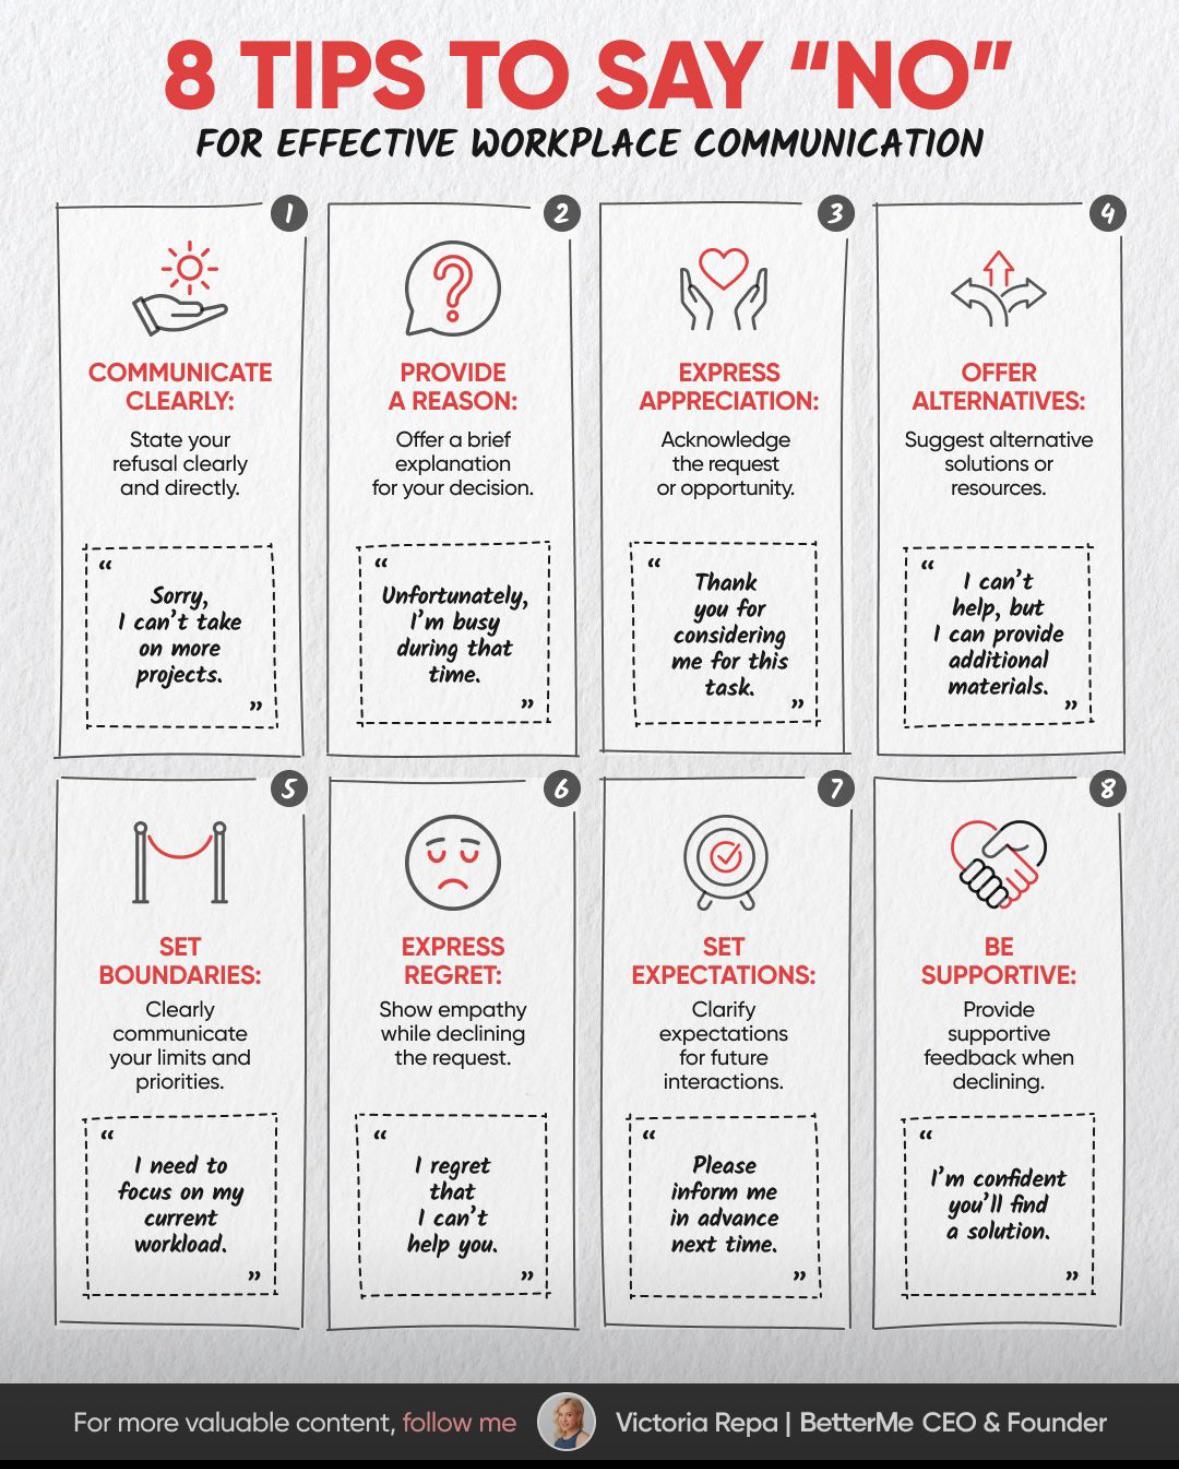 8 TIPS TO SAY “NO”
FOR EFFECTIVE WORKPLACE COMMUNICATION
1
COMMUNICATE
CLEARLY:
State your
refusal clearly
and directly.
“
Sorry,
I can’t take
on more
projects.
”
2
?
PROVIDE
A REASON:
Offer a brief
explanation
for your decision.
“
Unfortunately,
I’m busy
during that
time.
”
3
EXPRESS
APPRECIATION:
Acknowledge
the request
or opportunity.
“
Thank
you for
considering
me for this
task.
”
4
OFFER
ALTERNATIVES:
Suggest alternative
solutions or
resources.
“
I can’t
help, but
I can provide
additional
materials.
”
5
SET
BOUNDARIES:
Clearly
communicate
your limits and
priorities.
“
I need to
focus on my
current
workload.
”
6
EXPRESS
REGRET:
Show empathy
while declining
the request.
“
I regret
that
I can’t
help you.
”
7
SET
EXPECTATIONS:
Clarify
expectations
for future
interactions.
“
Please
inform me
in advance
next time.
”
8
BE
SUPPORTIVE:
Provide
supportive
feedback when
declining.
“
I’m confident
you’ll find
a solution.
”
For more valuable content, follow me Victoria Repa | BetterMe CEO & Founder